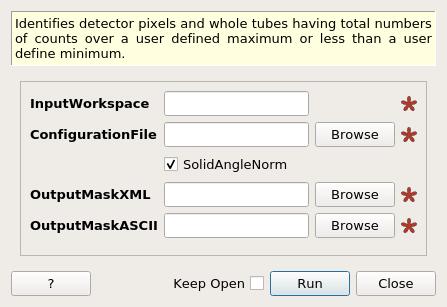 Identifies detector pixels and whole tubes having total numbers
of counts over a user defined maximum or less than a user
define minimum.
InputWorkspace
ConfigurationFile Browse
SolidAngleNorm
OutputMaskXML Browse
OutputMaskASCII Browse
? Keep Open Run Close